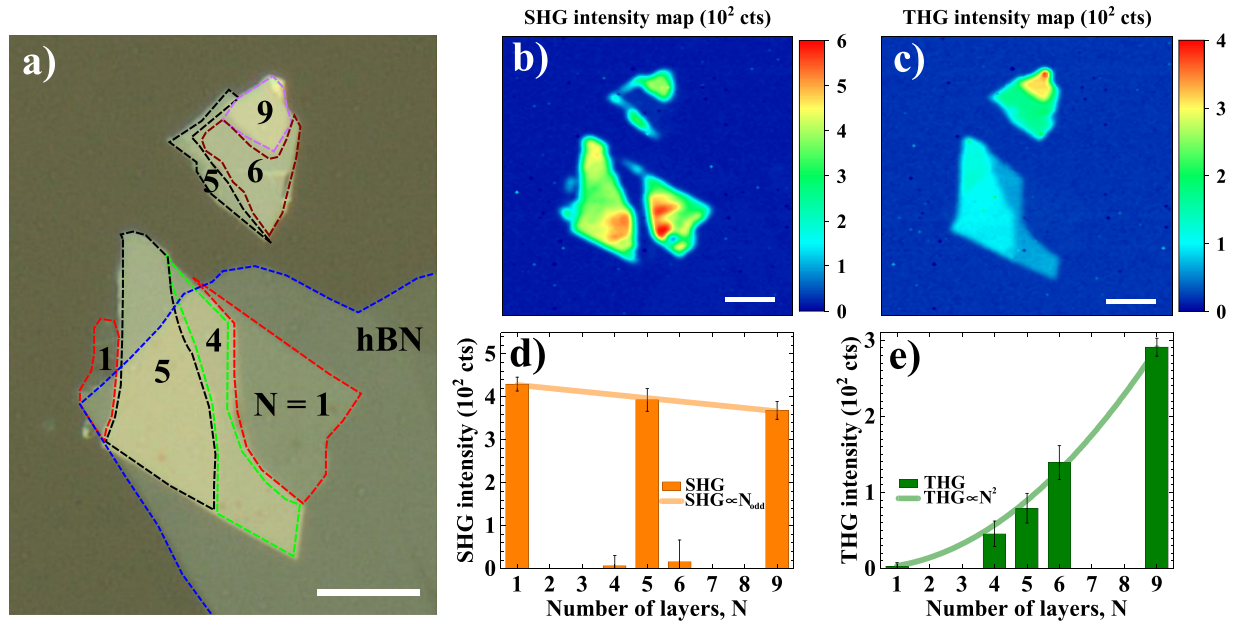 a)
9
6
5
1
5
4
N = 1
hBN
SHG intensity map (10² cts)
b)
6
5
4
3
2
1
0
THG intensity map (10² cts)
c)
4
3
2
1
0
d)
SHG intensity (10² cts)
5
4
3
2
1
0
SHG
SHG∝Nodd
1 2 3 4 5 6 7 8 9
Number of layers, N
e)
THG intensity (10² cts)
3
2
1
0
THG
THG∝N²
1 2 3 4 5 6 7 8 9
Number of layers, N